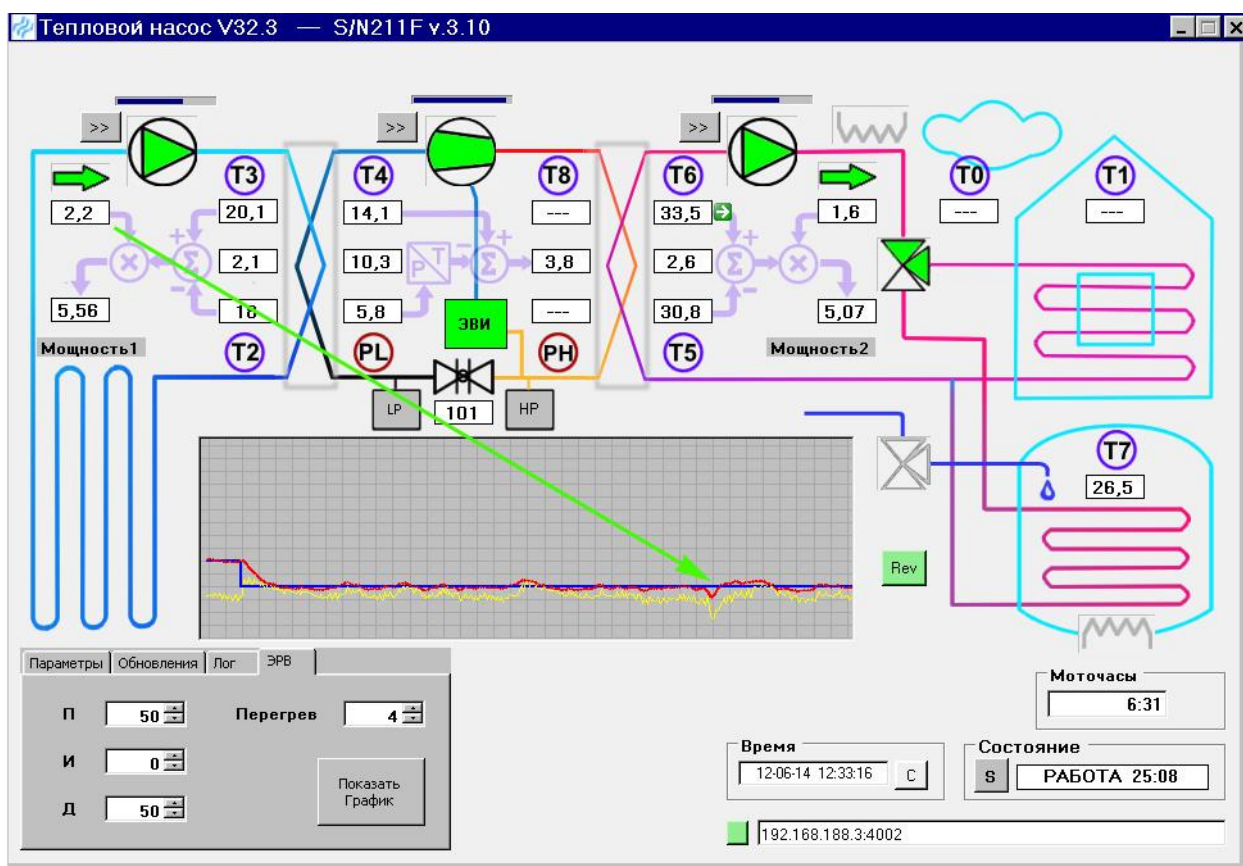 Тепловой насос V32.3 — S/N211F v.3.10
>> >> >>
T3 T4 T8 T6 T0 T1
2,2 20,1 14,1 --- 33,5 1,6 --- ---
2,1 10,3 P T 3,8 2,6
5,56 18 5,8 ЭВИ --- 30,8 5,07
Мощность1 T2 PL PH T5 Мощность2
LP 101 HP
T7
26,5
Rev
Параметры Обновления Лог ЭРВ
П 50 Перегрев 4
И 0
Д 50
Показать
График
Моточасы
6:31
Время
12-06-14 12:33:16 C
Состояние
S РАБОТА 25:08
192.168.188.3:4002